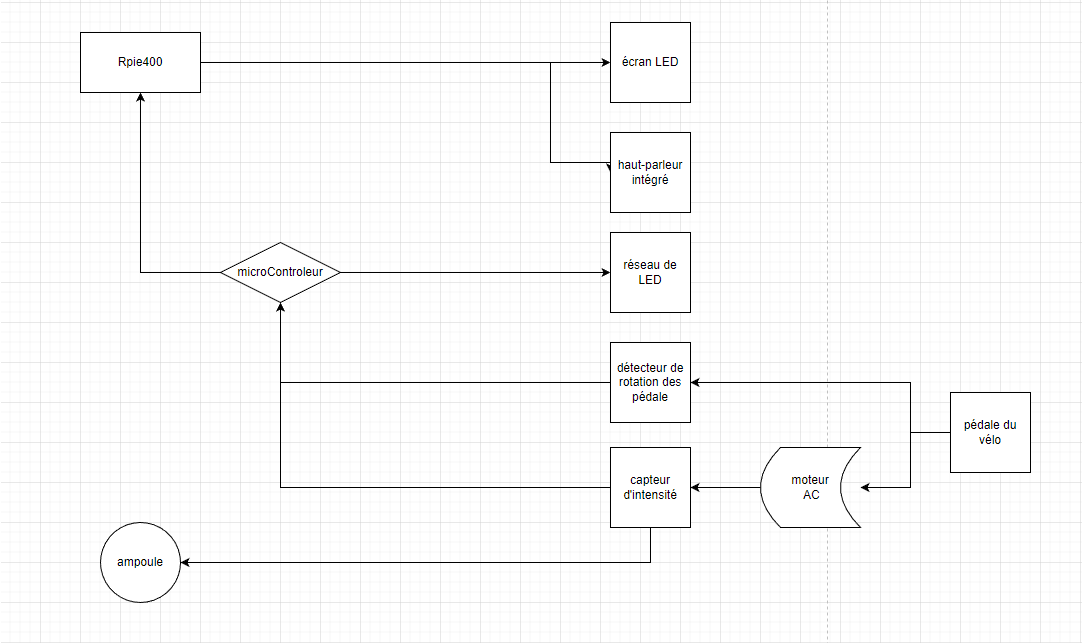 Rpie400
écran LED
haut-parleur
intégré
microControleur
réseau de
LED
détecteur de
rotation des
pédale
pédale du
vélo
capteur
d'intensité
moteur
AC
ampoule